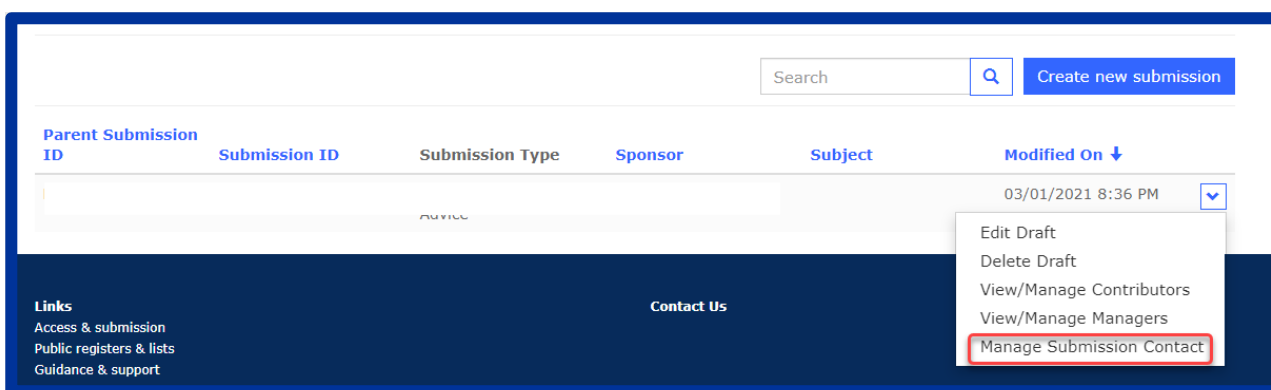 Search
Create new submission
Parent Submission
ID
Submission ID
Submission Type
Sponsor
Subject
Modified On
03/01/2021 8:36 PM
Advice
Edit Draft
Delete Draft
View/Manage Contributors
View/Manage Managers
Manage Submission Contact
Links
Access & submission
Public registers & lists
Guidance & support
Contact Us